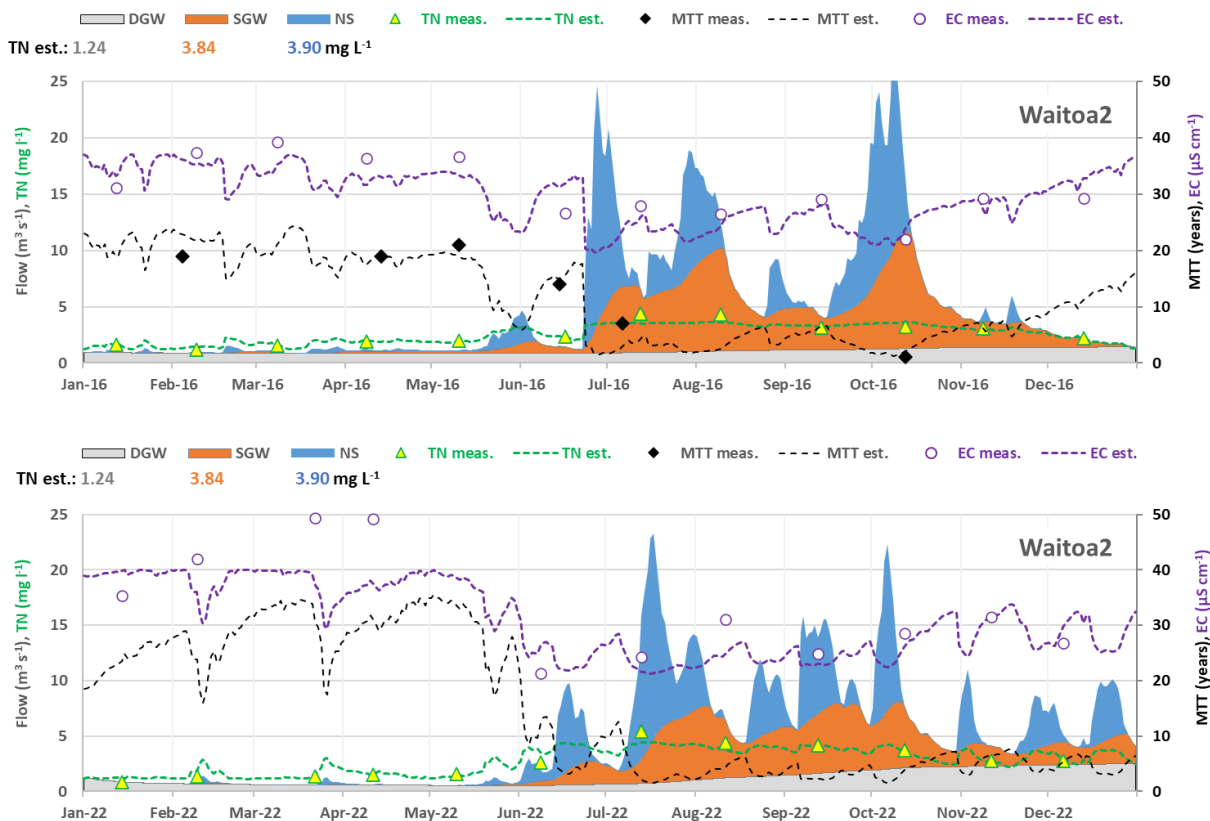 DGW SGW NS TN meas. TN est. MTT meas. MTT est. EC meas. EC est.
TN est.: 1.24 3.84 3.90 mg L⁻¹
Waitoa2
Flow (m³ s⁻¹), TN (mg l⁻¹)
25
20
15
10
5
0
MTT (years), EC (µS cm⁻¹)
50
40
30
20
10
0
Jan-16 Feb-16 Mar-16 Apr-16 May-16 Jun-16 Jul-16 Aug-16 Sep-16 Oct-16 Nov-16 Dec-16
DGW SGW NS TN meas. TN est. MTT meas. MTT est. EC meas. EC est.
TN est.: 1.24 3.84 3.90 mg L⁻¹
Waitoa2
Flow (m³ s⁻¹), TN (mg l⁻¹)
25
20
15
10
5
0
MTT (years), EC (µS cm⁻¹)
50
40
30
20
10
0
Jan-22 Feb-22 Mar-22 Apr-22 May-22 Jun-22 Jul-22 Aug-22 Sep-22 Oct-22 Nov-22 Dec-22